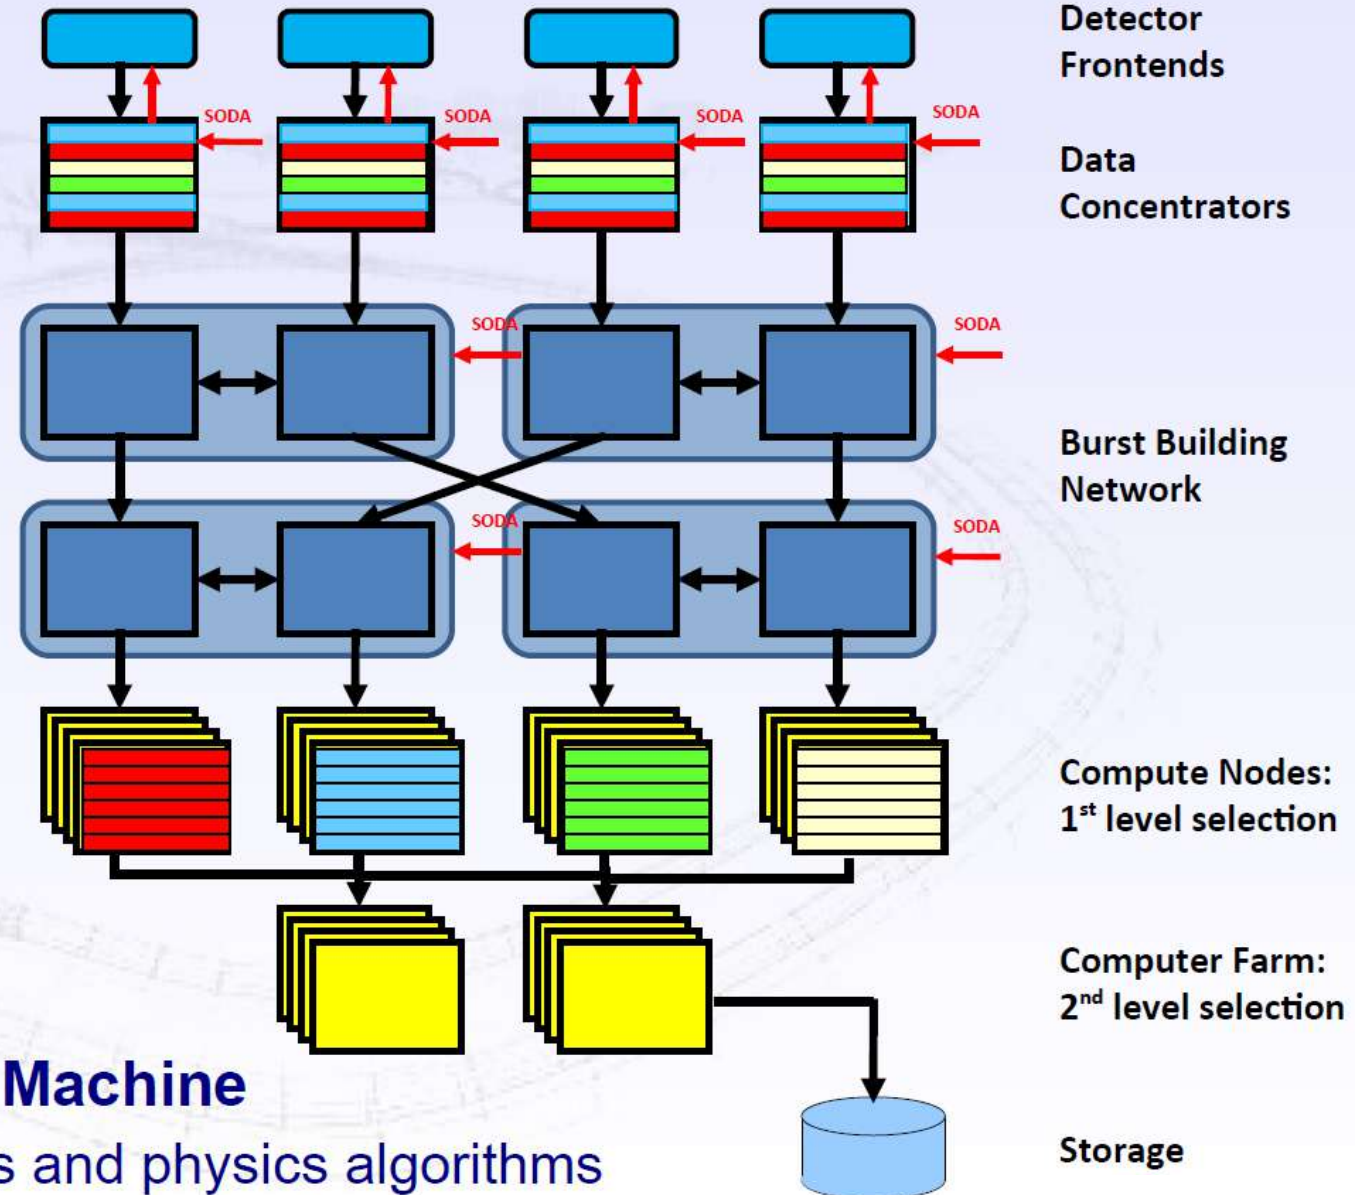 Detector
Frontends
SODA
SODA
SODA
SODA
Data
Concentrators
SODA
SODA
Burst Building
Network
SODA
SODA
Compute Nodes:
1st level selection
Computer Farm:
2nd level selection
Machine
s and physics algorithms
Storage